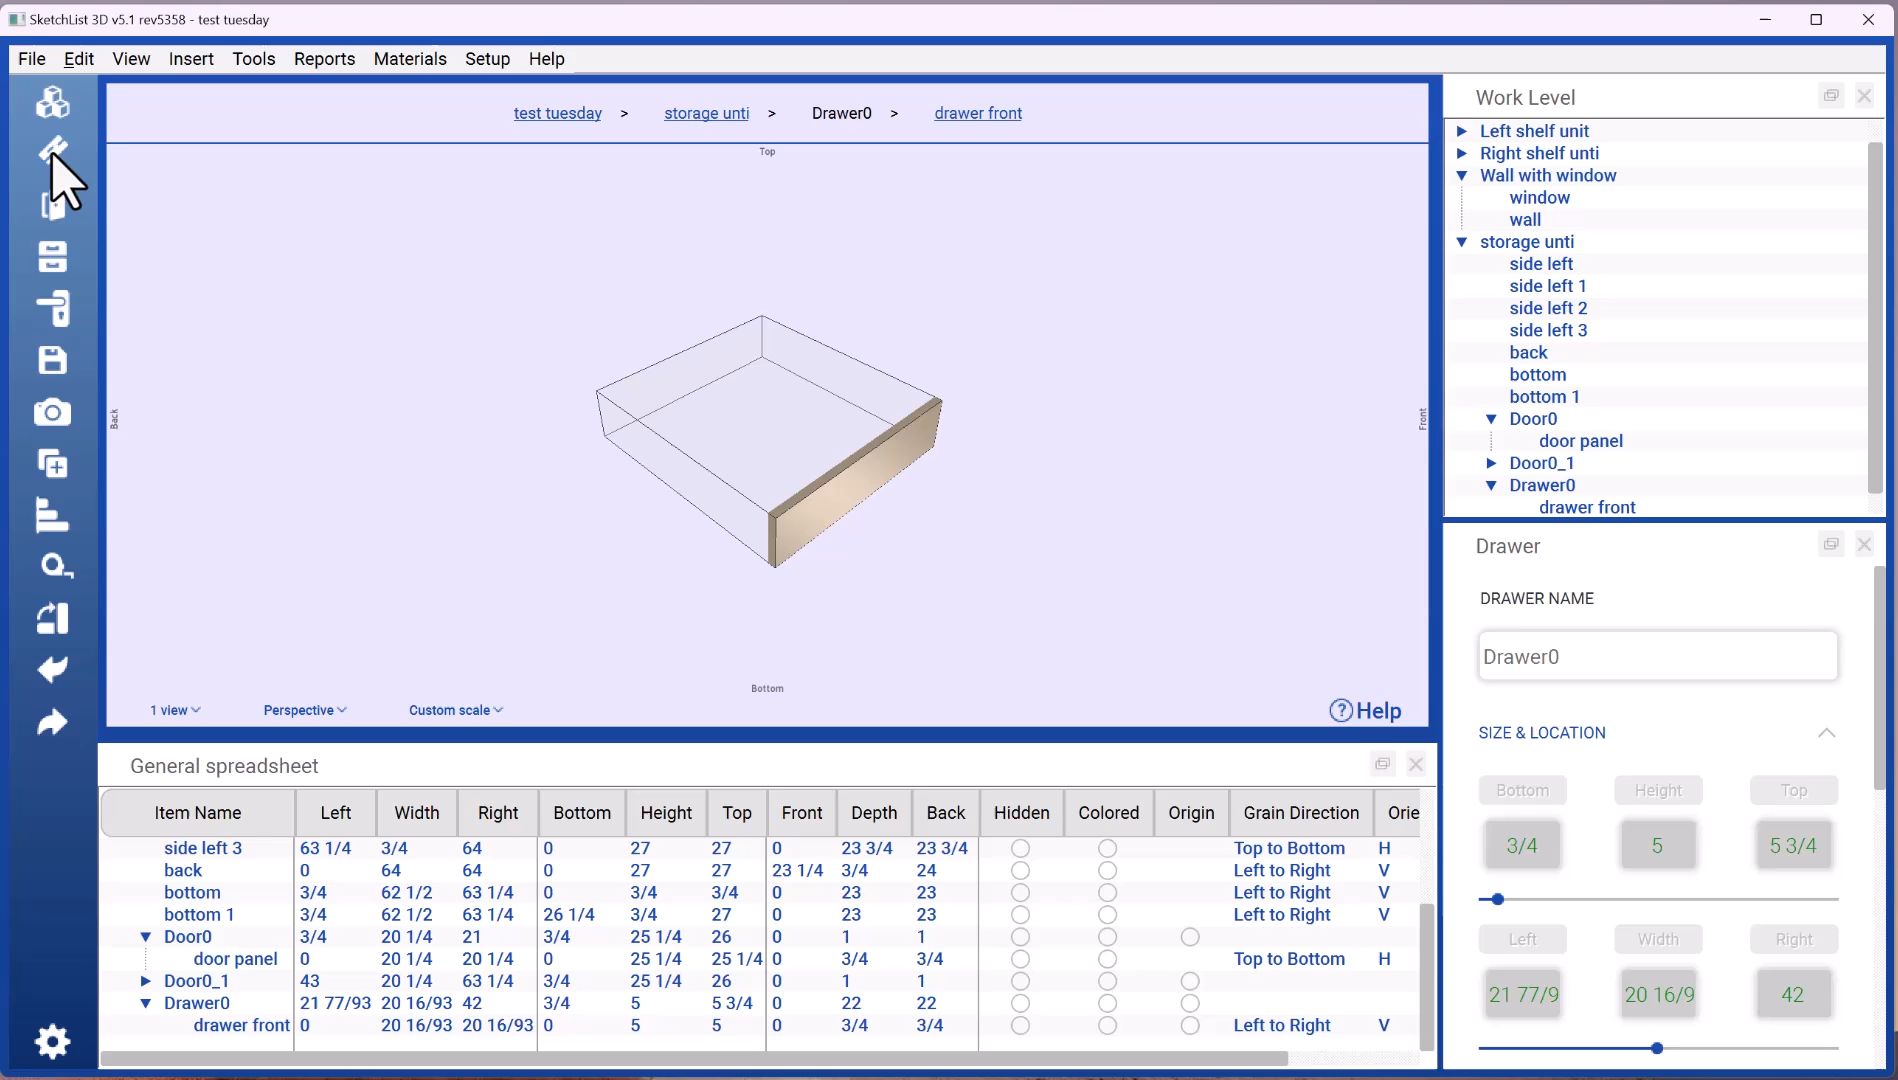 SketchList 3D v5.1 rev5358 - test tuesday
File Edit View Insert Tools Reports Materials Setup Help
test tuesday > storage unti > Drawer0 > drawer front
Top
Back
Front
Bottom
1 view Perspective Custom scale
Help
Work Level
Left shelf unit
Right shelf unti
Wall with window
window
wall
storage unti
side left
side left 1
side left 2
side left 3
back
bottom
bottom 1
Door0
door panel
Door0_1
Drawer0
drawer front
Drawer
DRAWER NAME
Drawer0
SIZE & LOCATION
Bottom Height Top
3/4 5 5 3/4
Left Width Right
21 77/9 20 16/9 42
General spreadsheet
Item Name Left Width Right Bottom Height Top Front Depth Back Hidden Colored Origin Grain Direction Orie
side left 3 63 1/4 3/4 64 0 27 27 0 23 3/4 23 3/4 Top to Bottom H
back 0 64 64 0 27 27 23 1/4 3/4 24 Left to Right V
bottom 3/4 62 1/2 63 1/4 0 3/4 3/4 0 23 23 Left to Right V
bottom 1 3/4 62 1/2 63 1/4 26 1/4 3/4 27 0 23 23 Left to Right V
Door0 3/4 20 1/4 21 3/4 25 1/4 26 0 1 1
door panel 0 20 1/4 20 1/4 0 25 1/4 25 1/4 0 3/4 3/4 Top to Bottom H
Door0_1 43 20 1/4 63 1/4 3/4 25 1/4 26 0 1 1
Drawer0 21 77/93 20 16/93 42 3/4 5 5 3/4 0 22 22
drawer front 0 20 16/93 20 16/93 0 5 5 0 3/4 3/4 Left to Right V